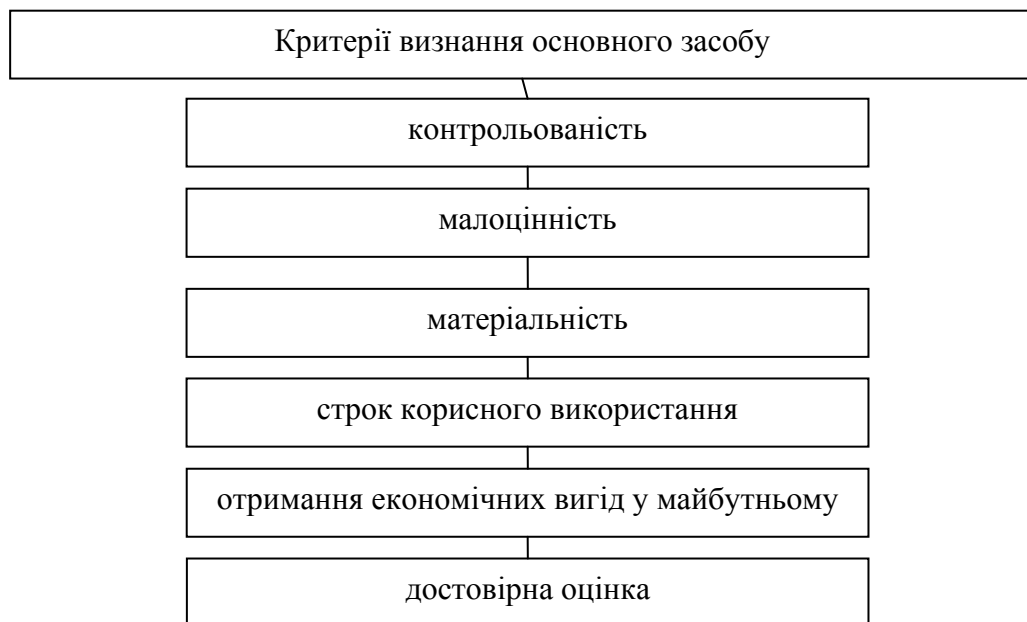 Критерії визнання основного засобу
контрольованість
малоцінність
матеріальність
строк корисного використання
отримання економічних вигід у майбутньому
достовірна оцінка